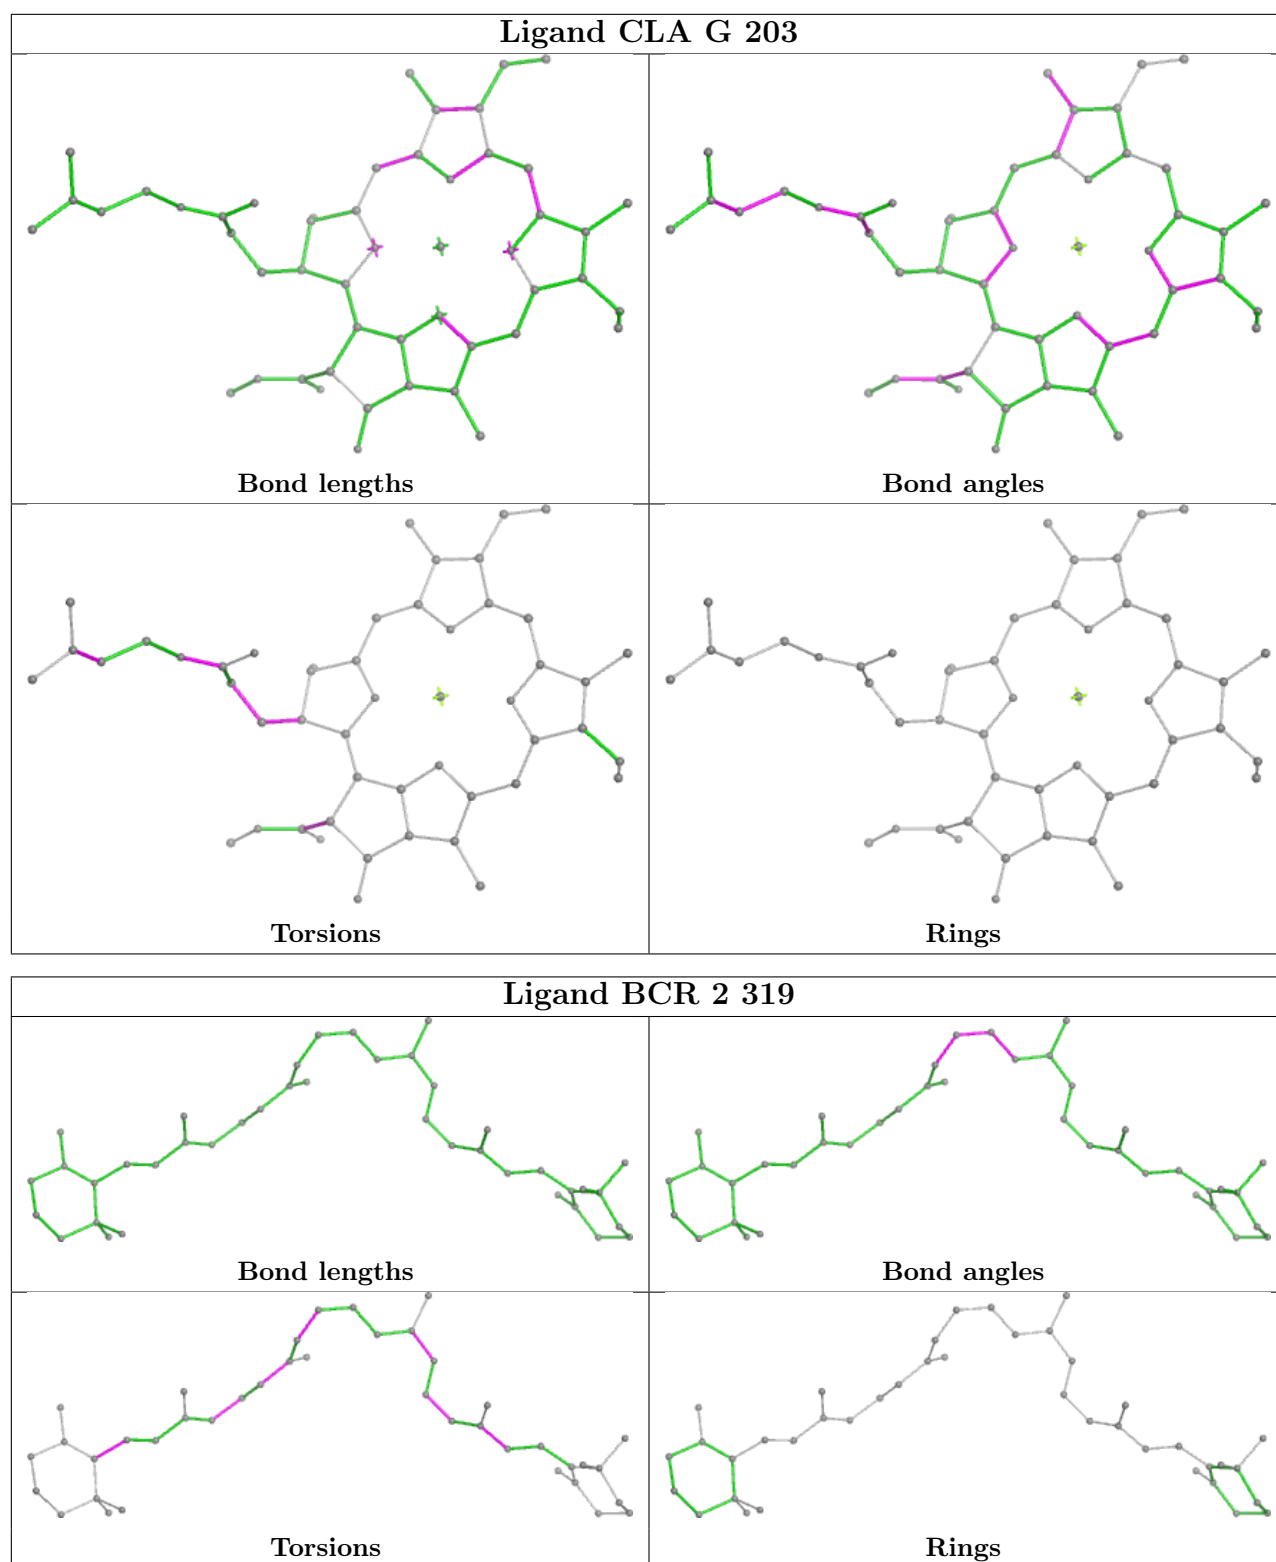 Ligand CLA G 203
Bond lengths
Bond angles
Torsions
Rings
Ligand BCR 2 319
Bond lengths
Bond angles
Torsions
Rings